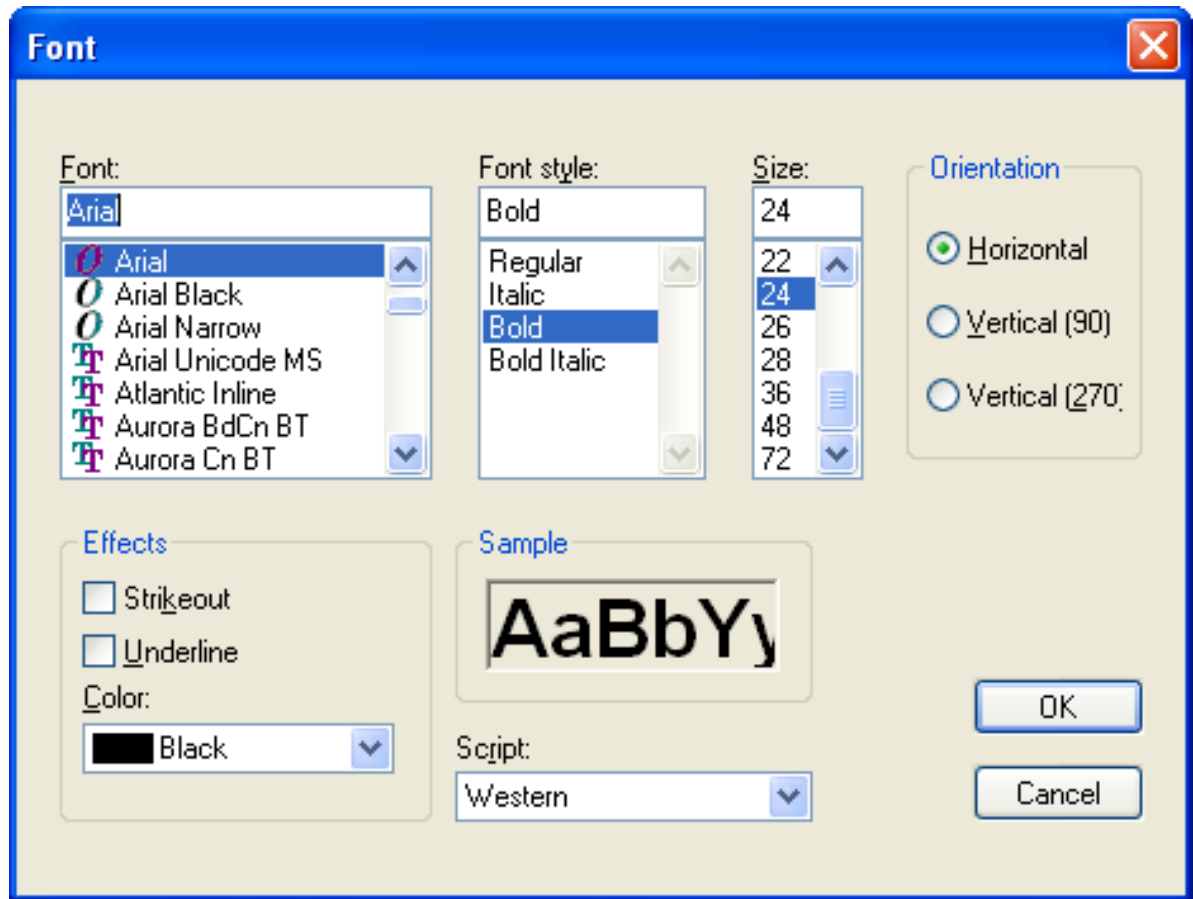 Font
Font:
Arial
Arial
Arial Black
Arial Narrow
Arial Unicode MS
Atlantic Inline
Aurora BdCn BT
Aurora Cn BT
Font style:
Bold
Regular
Italic
Bold
Bold Italic
Size:
24
22
24
26
28
36
48
72
Orientation
Horizontal
Vertical (90)
Vertical (270)
Effects
Strikeout
Underline
Color:
Black
Sample
AaBbYy
Script:
Western
OK
Cancel